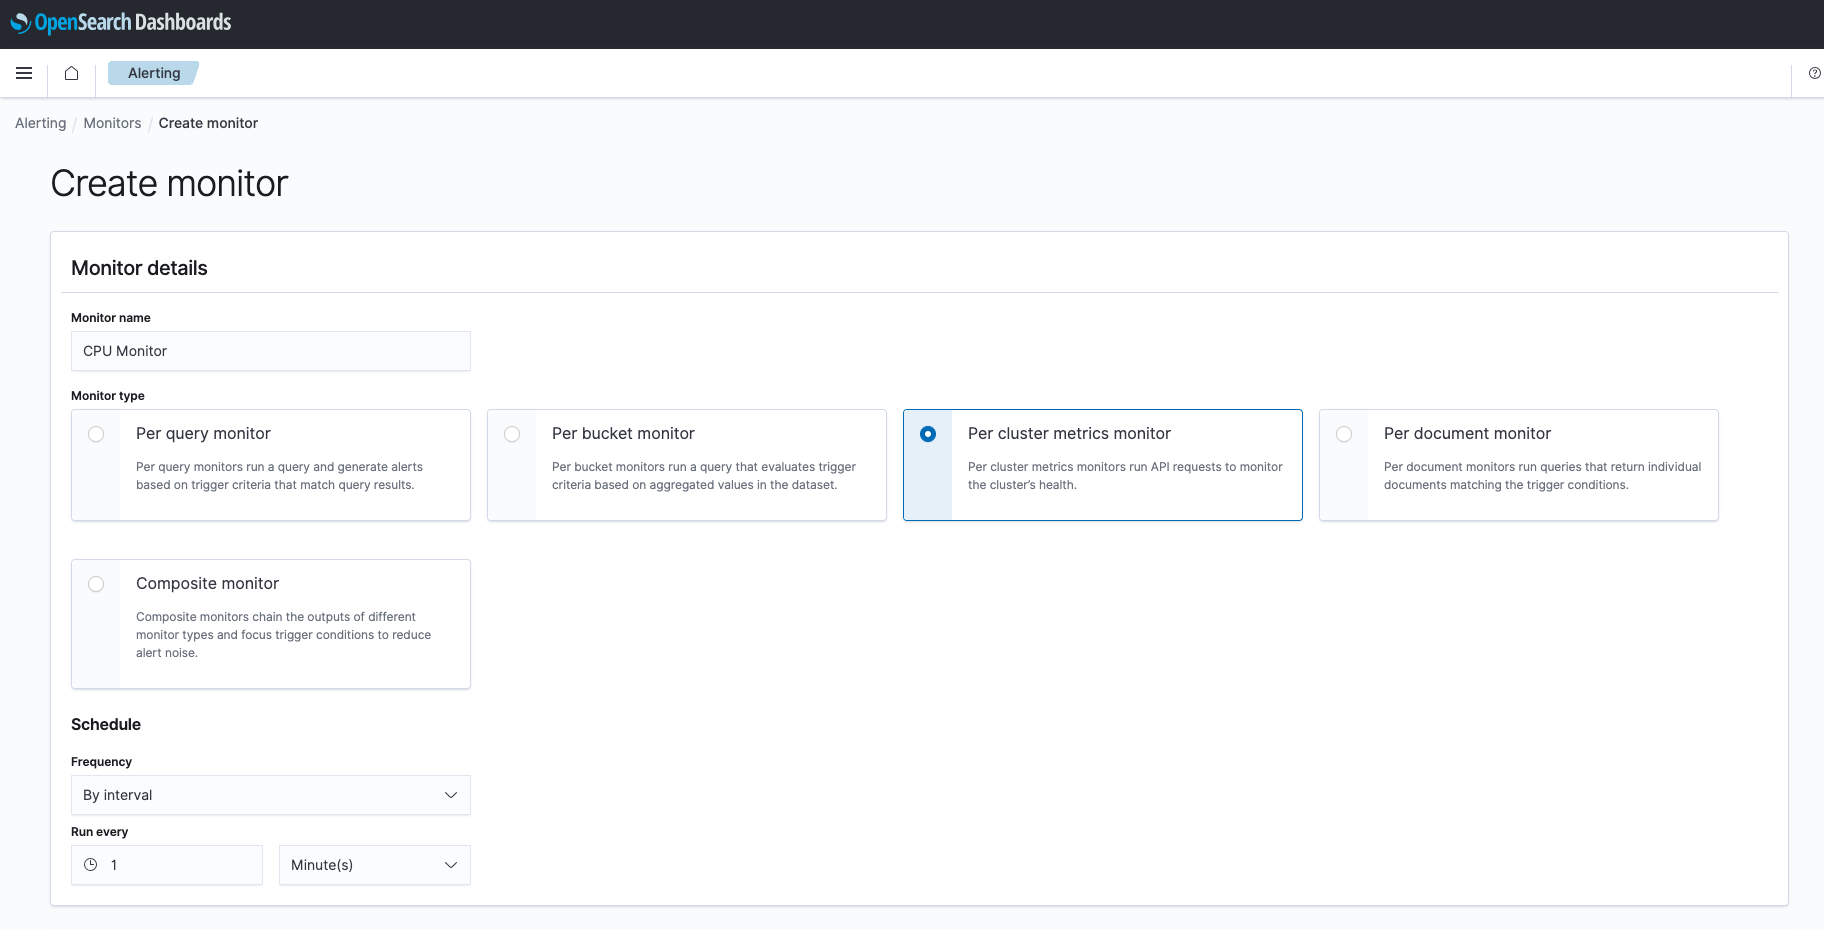 OpenSearch Dashboards
Alerting
Alerting / Monitors / Create monitor
Create monitor
Monitor details
Monitor name
CPU Monitor
Monitor type
Per query monitor
Per query monitors run a query and generate alerts
based on trigger criteria that match query results.
Per bucket monitor
Per bucket monitors run a query that evaluates trigger
criteria based on aggregated values in the dataset.
Per cluster metrics monitor
Per cluster metrics monitors run API requests to monitor
the cluster’s health.
Per document monitor
Per document monitors run queries that return individual
documents matching the trigger conditions.
Composite monitor
Composite monitors chain the outputs of different
monitor types and focus trigger conditions to reduce
alert noise.
Schedule
Frequency
By interval
Run every
1
Minute(s)